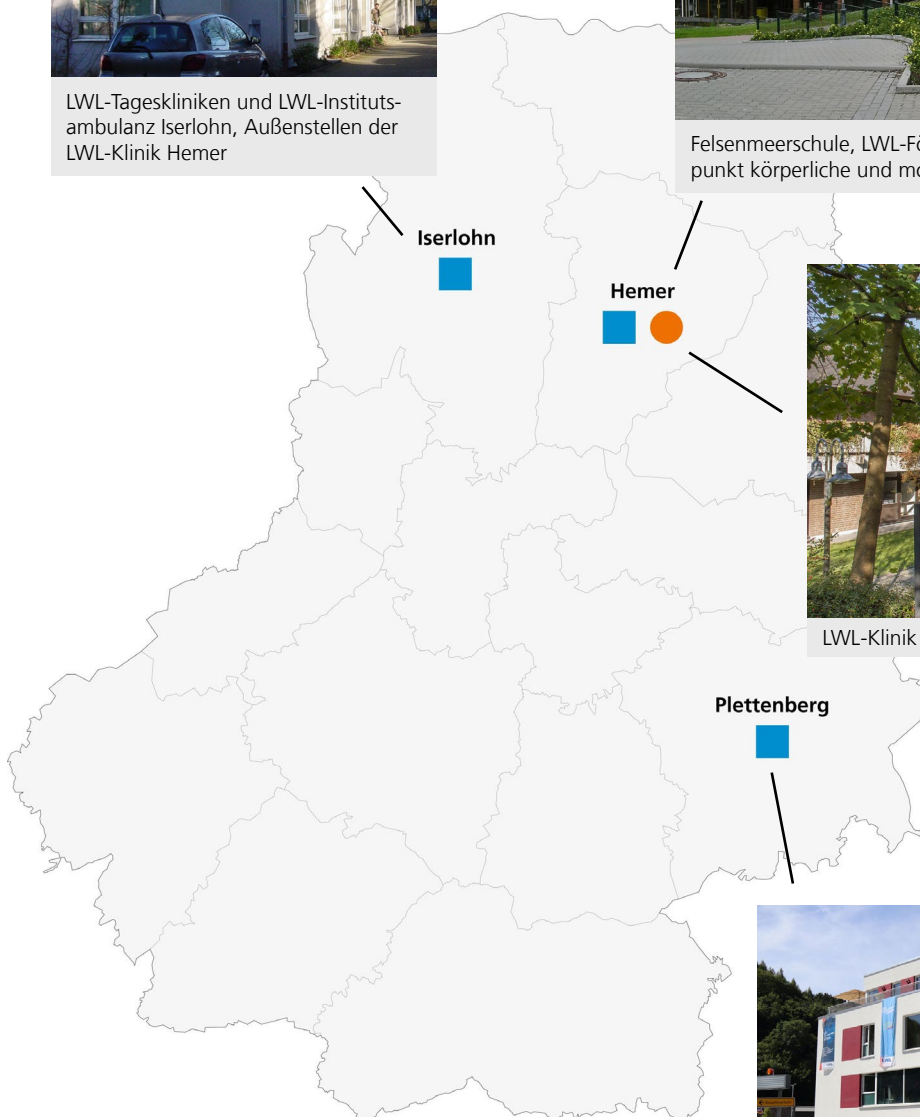 LWL-Tageskliniken und LWL-Instituts-
ambulanz Iserlohn, Außenstellen der
LWL-Klinik Hemer
Felsenmeerschule, LWL-Fö
punkt körperliche und mo
Iserlohn
Hemer
LWL-Klinik
Plettenberg